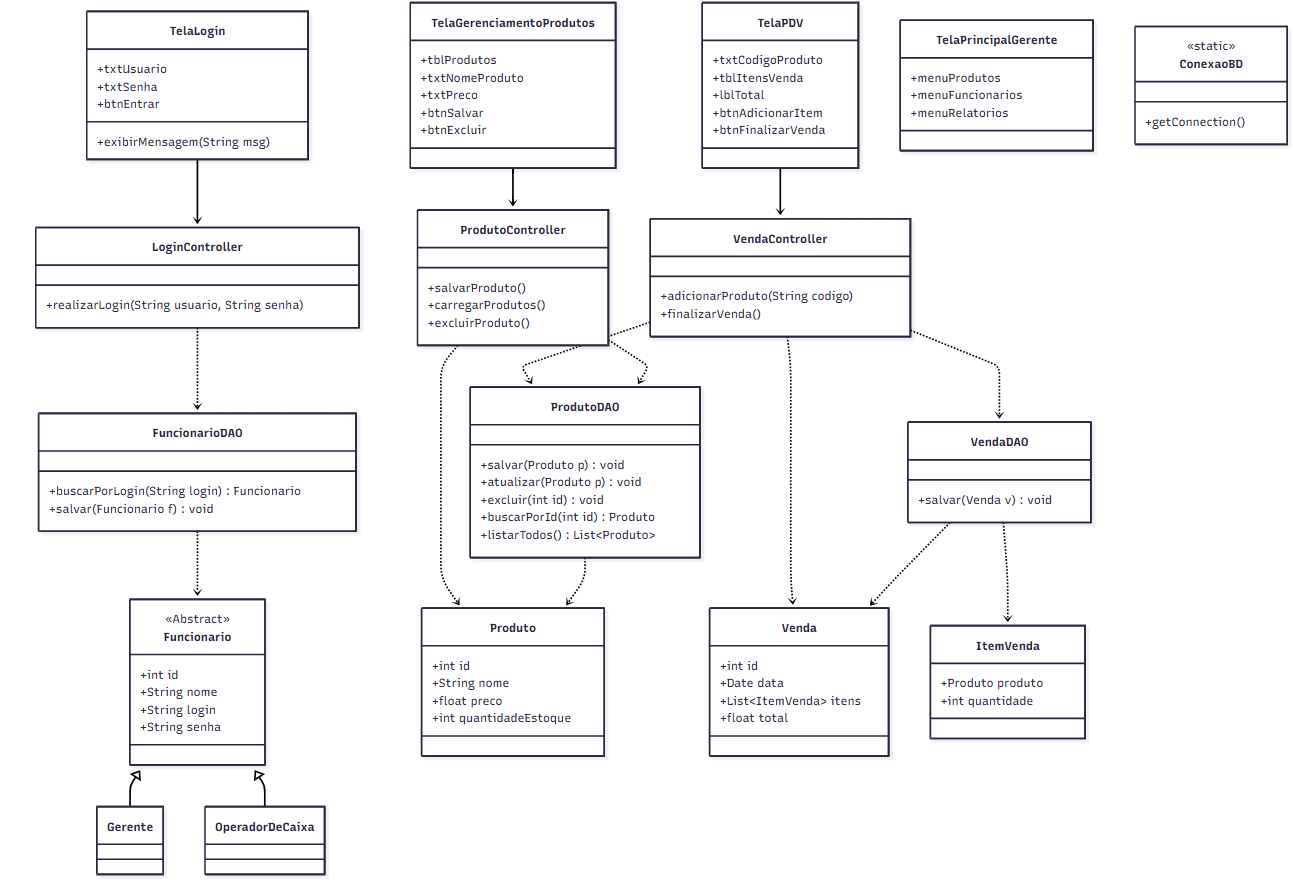 TelaLogin
+txtUsuario
+txtSenha
+btnEntrar
+exibirMensagem(String msg)
TelaGerenciamentoProdutos
+tblProdutos
+txtNomeProduto
+txtPreco
+btnSalvar
+btnExcluir
TelaPDV
+txtCodigoProduto
+tblItensVenda
+lblTotal
+btnAdicionarItem
+btnFinalizarVenda
TelaPrincipalGerente
+menuProdutos
+menuFuncionarios
+menuRelatorios
«static»
ConexaoBD
+getConnection()
LoginController
+realizarLogin(String usuario, String senha)
ProdutoController
+salvarProduto()
+carregarProdutos()
+excluirProduto()
VendaController
+adicionarProduto(String codigo)
+finalizarVenda()
FuncionarioDAO
+buscarPorLogin(String login) : Funcionario
+salvar(Funcionario f) : void
ProdutoDAO
+salvar(Produto p) : void
+atualizar(Produto p) : void
+excluir(int id) : void
+buscarPorId(int id) : Produto
+listarTodos() : List<Produto>
VendaDAO
+salvar(Venda v) : void
«Abstract»
Funcionario
+int id
+String nome
+String login
+String senha
Produto
+int id
+String nome
+float preco
+int quantidadeEstoque
Venda
+int id
+Date data
+List<ItemVenda> itens
+float total
ItemVenda
+Produto produto
+int quantidade
Gerente
OperadorDeCaixa